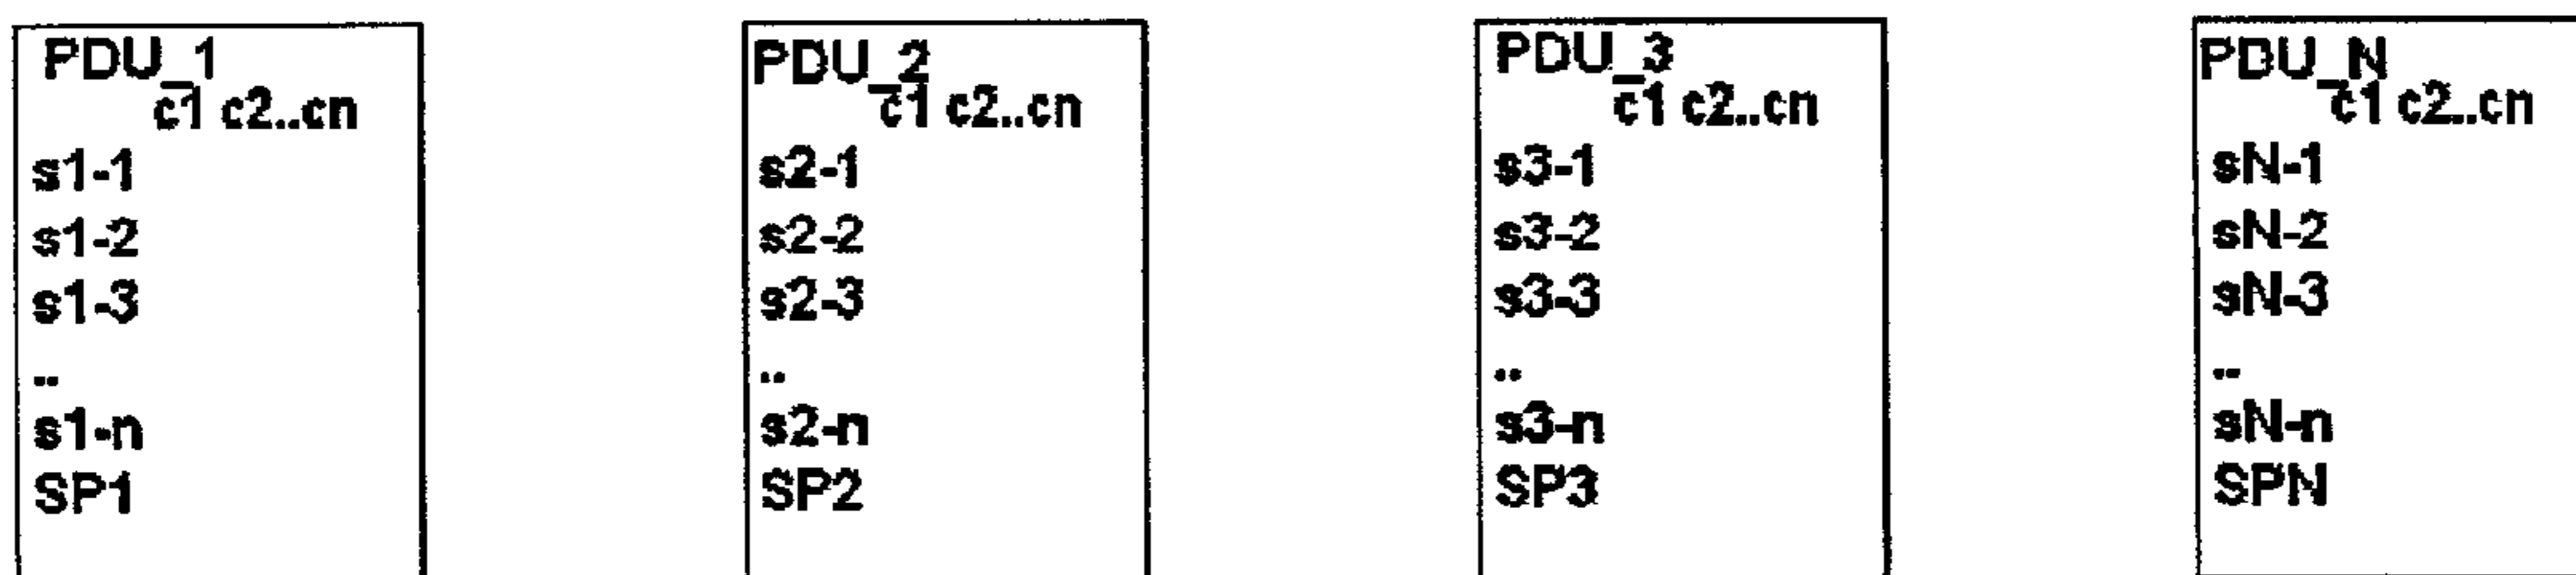 PDU_1
c1 c2..cn
s1-1
s1-2
s1-3
..
s1-n
SP1
PDU_2
c1 c2..cn
s2-1
s2-2
s2-3
..
s2-n
SP2
PDU_3
c1 c2..cn
s3-1
s3-2
s3-3
..
s3-n
SP3
PDU_N
c1 c2..cn
sN-1
sN-2
sN-3
..
sN-n
SPN